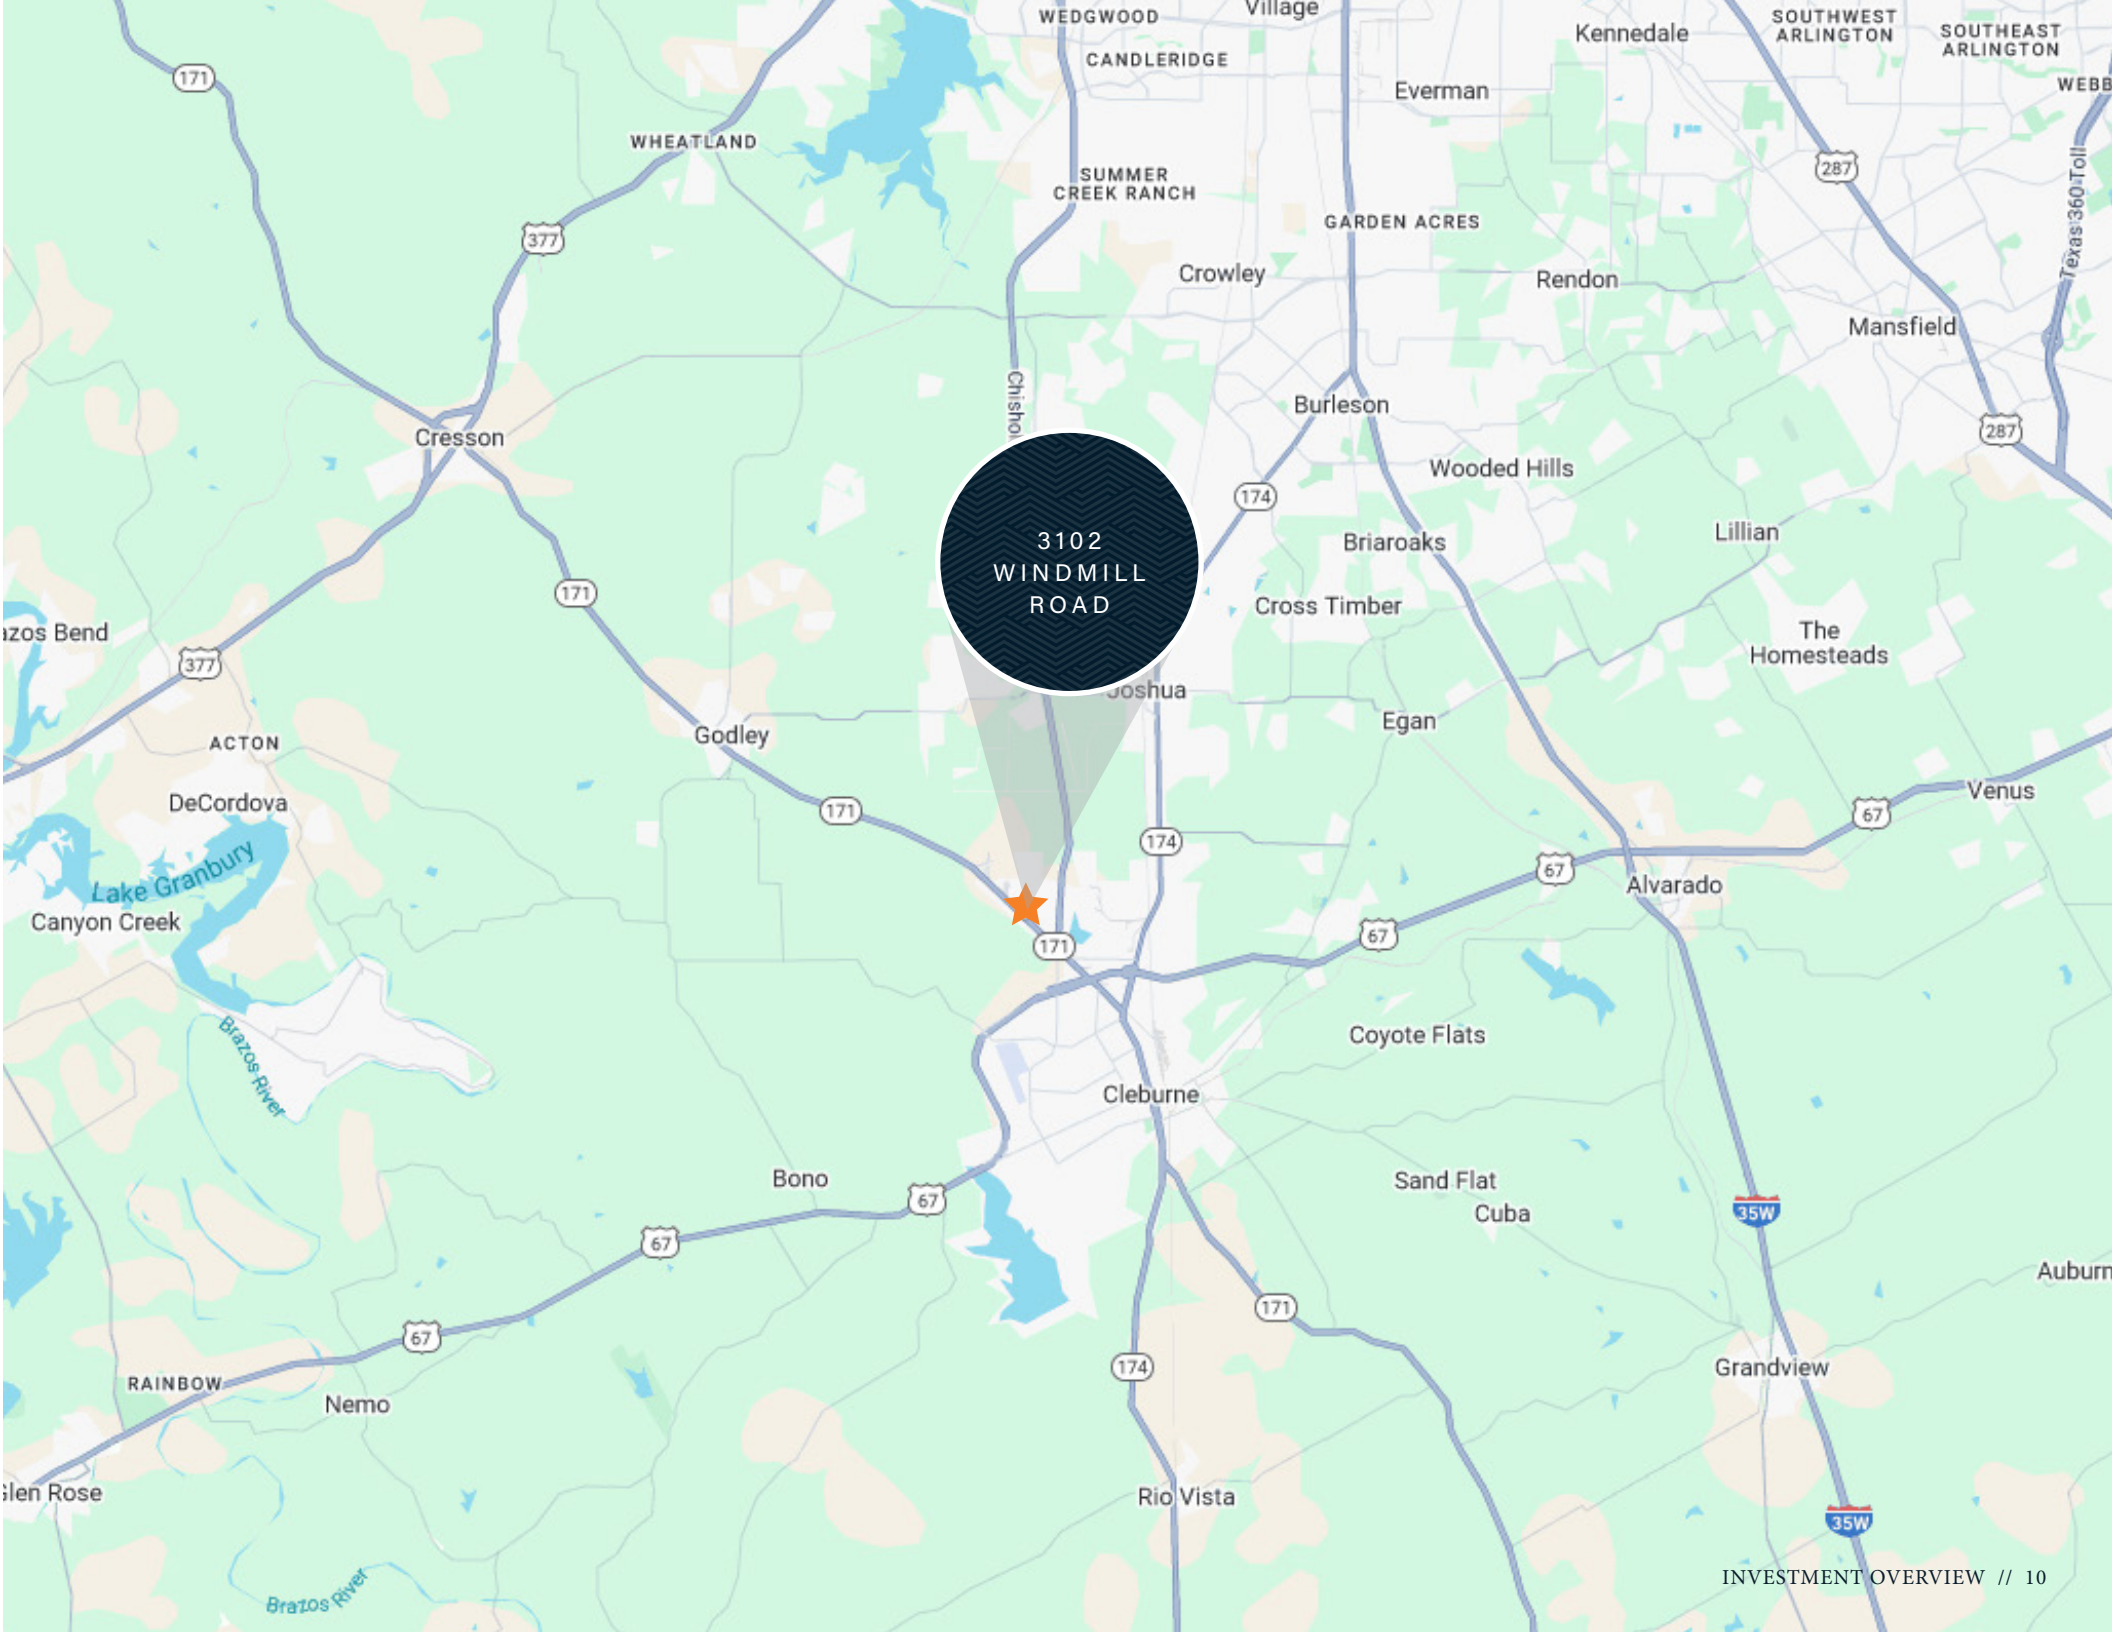 WEDGWOOD
Village
CANDLERIDGE
Kennedale
SOUTHWEST
ARLINGTON
SOUTHEAST
ARLINGTON
WEBB
171
Everman
WHEATLAND
287
SUMMER
CREEK RANCH
GARDEN ACRES
Texas 360 Toll
377
Crowley
Rendon
Mansfield
Chishol
Burleson
Cresson
287
Wooded Hills
174
Lillian
3102
WINDMILL
ROAD
Briaroaks
171
Cross Timber
azos Bend
The
Homesteads
377
Joshua
Egan
Godley
ACTON
Venus
DeCordova
171
67
174
Lake Granbury
67
Alvarado
Canyon Creek
67
171
Brazos River
Coyote Flats
Cleburne
Bono
Sand Flat
67
Cuba
35W
67
Auburn
171
67
174
Grandview
RAINBOW
Nemo
Glen Rose
Rio Vista
35W
Brazos River
INVESTMENT OVERVIEW // 10